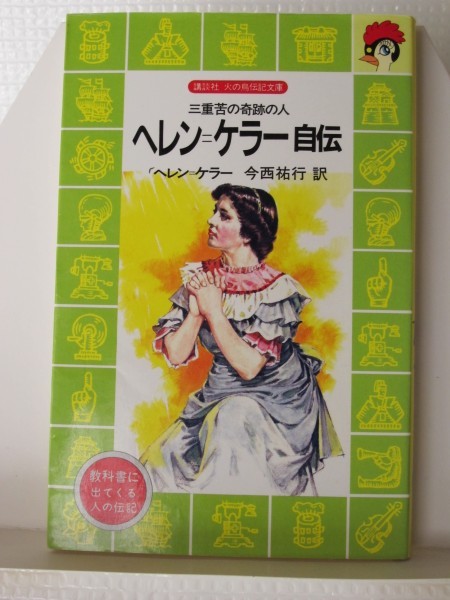 講談社 火の鳥伝記文庫
三重苦の奇跡の人
ヘレン=ケラー自伝
ヘレン=ケラー 今西祐行 訳
教科書に
出てくる
人の伝記